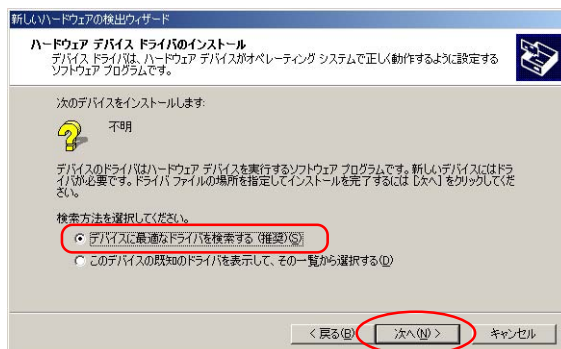 新しいハードウェアの検出ウィザード
ハードウェア デバイス ドライバのインストール
デバイス ドライバは、ハードウェア デバイスがオペレーティング システムで正しく動作するように設定する
ソフトウェア プログラムです。
次のデバイスをインストールします:
不明
デバイスのドライバはハードウェア デバイスを実行するソフトウェア プログラムです。新しいデバイスにはドラ
イバが必要です。ドライバ ファイルの場所を指定してインストールを完了するには [次へ] をクリックしてくだ
さい。
検索方法を選択してください。
デバイスに最適なドライバを検索する (推奨)(S)
このデバイスの既知のドライバを表示して、その一覧から選択する(D)
< 戻る(B) 次へ(N) > キャンセル